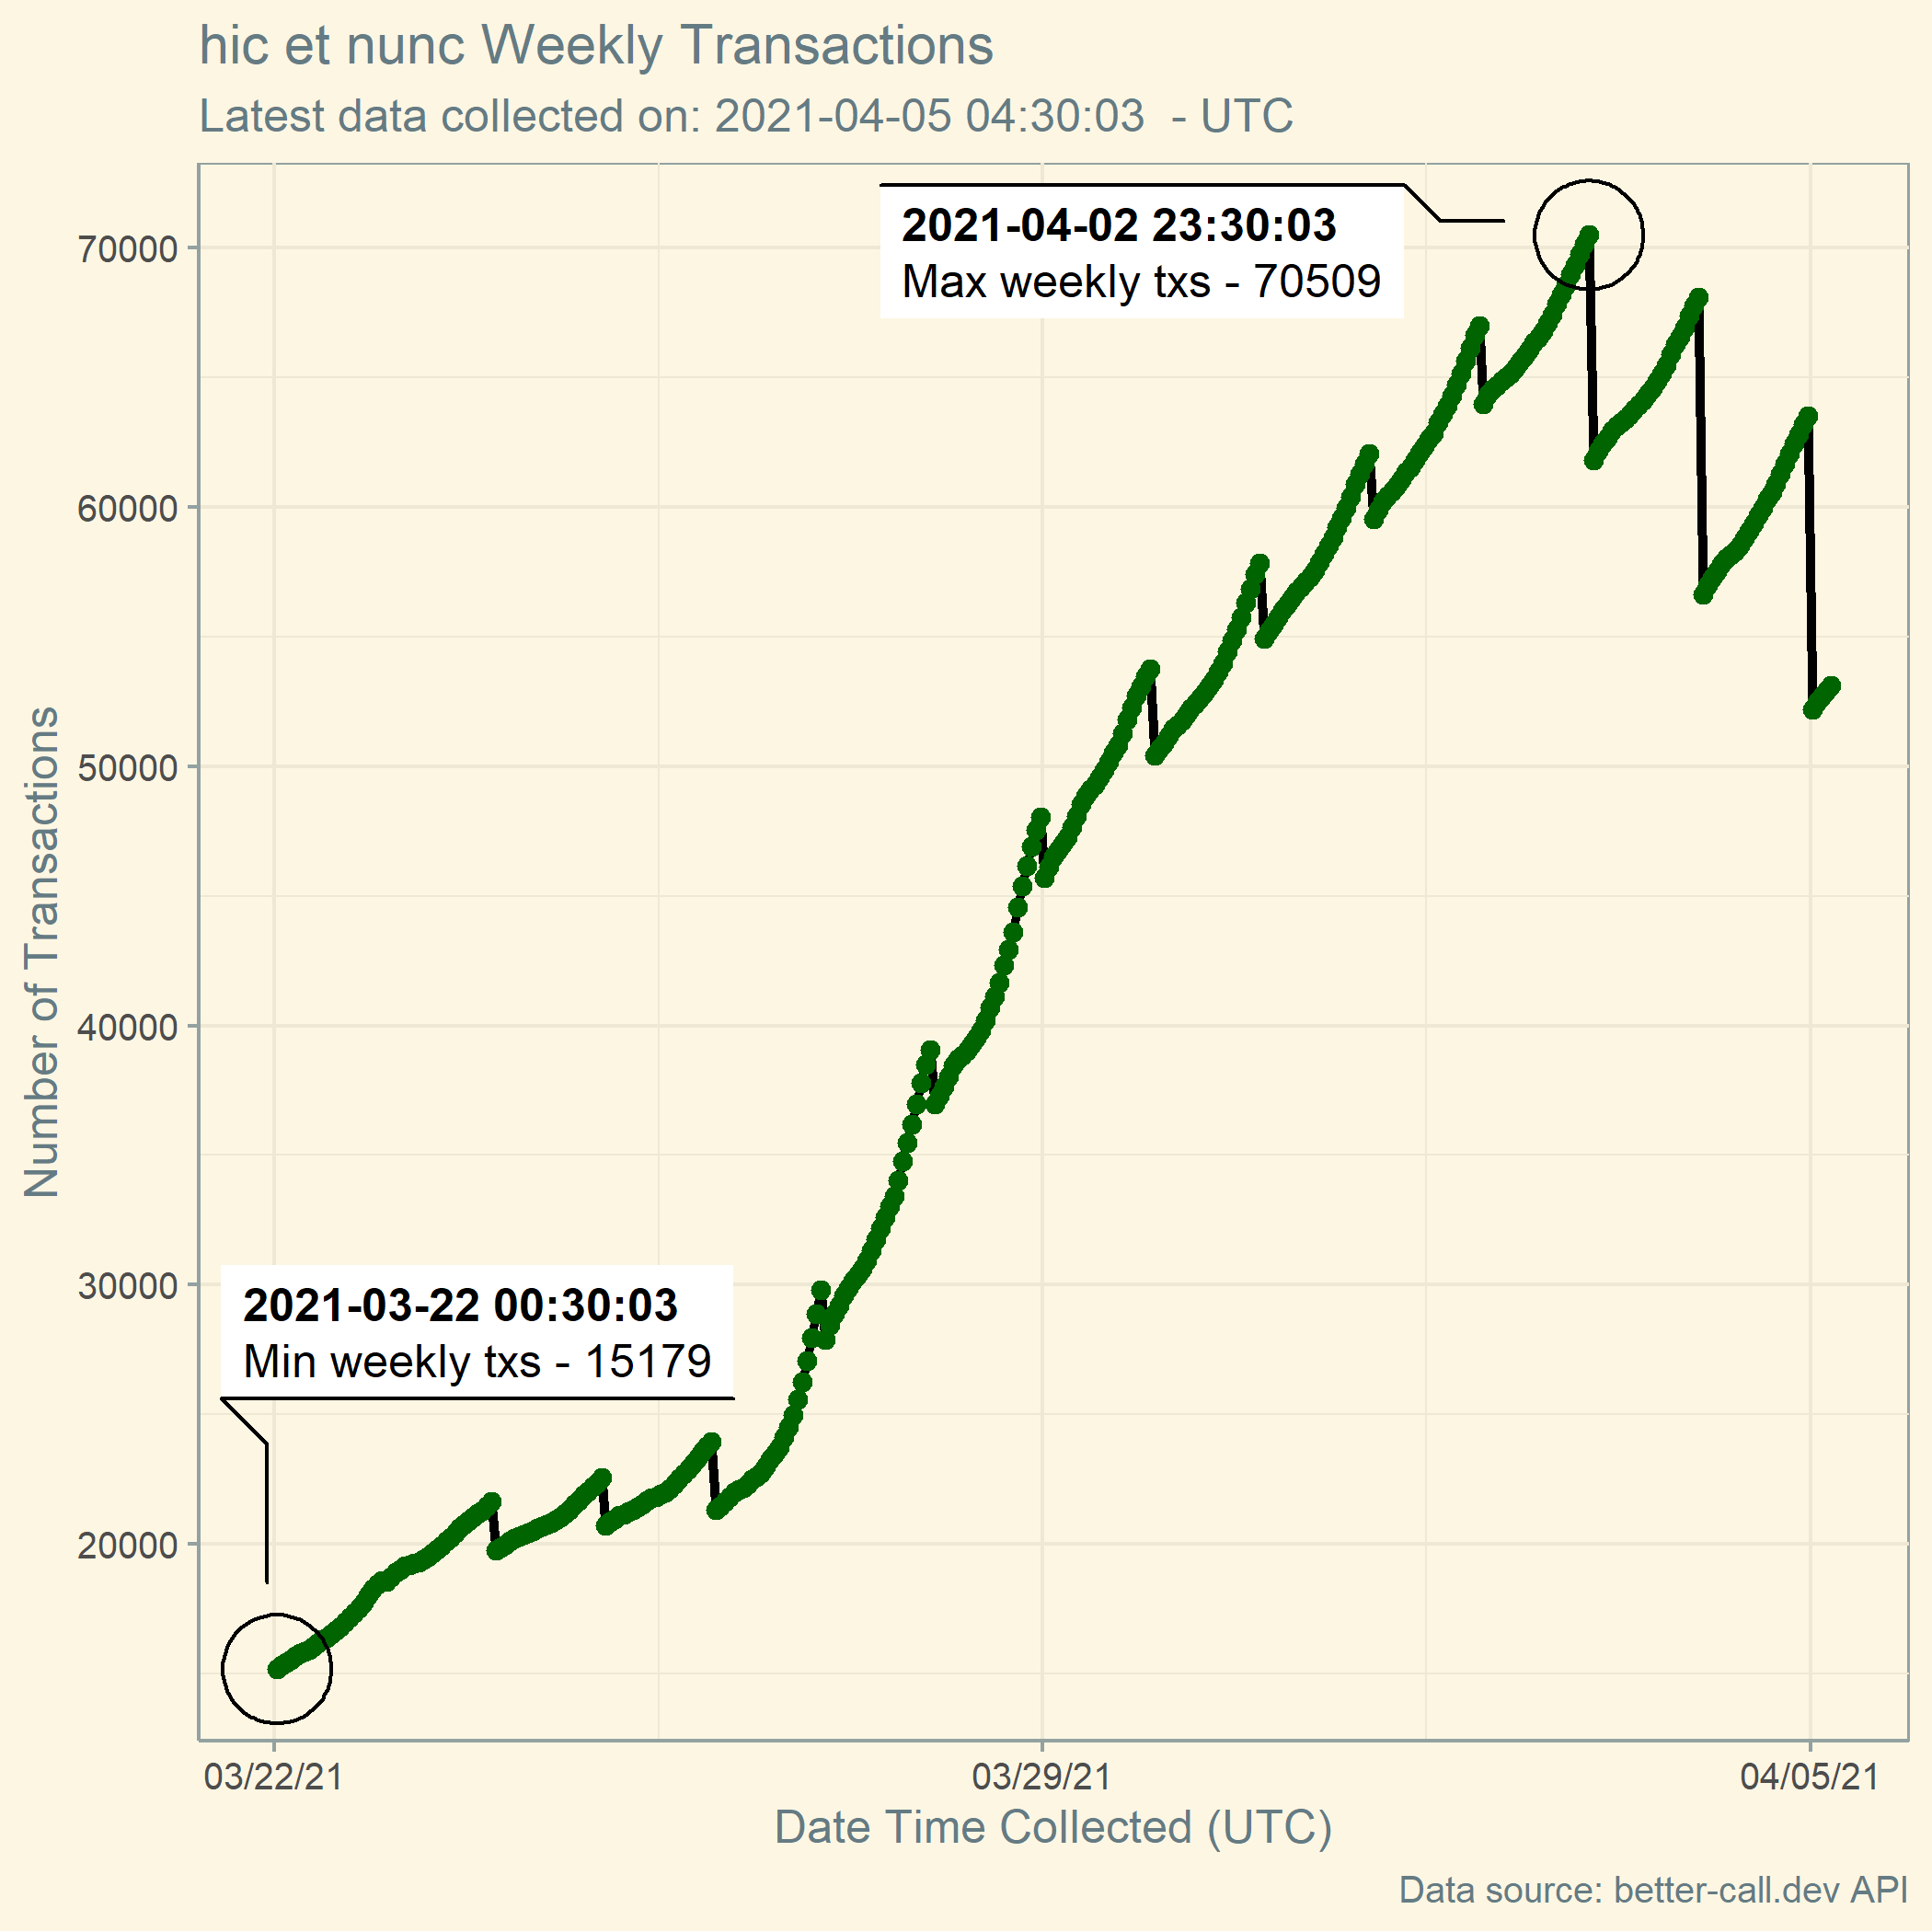 hic et nunc Weekly Transactions
Latest data collected on: 2021-04-05 04:30:03  - UTC
2021-04-02 23:30:03
Max weekly txs - 70509
2021-03-22 00:30:03
Min weekly txs - 15179
Number of Transactions
70000
60000
50000
40000
30000
20000
03/22/21
03/29/21
04/05/21
Date Time Collected (UTC)
Data source: better-call.dev API